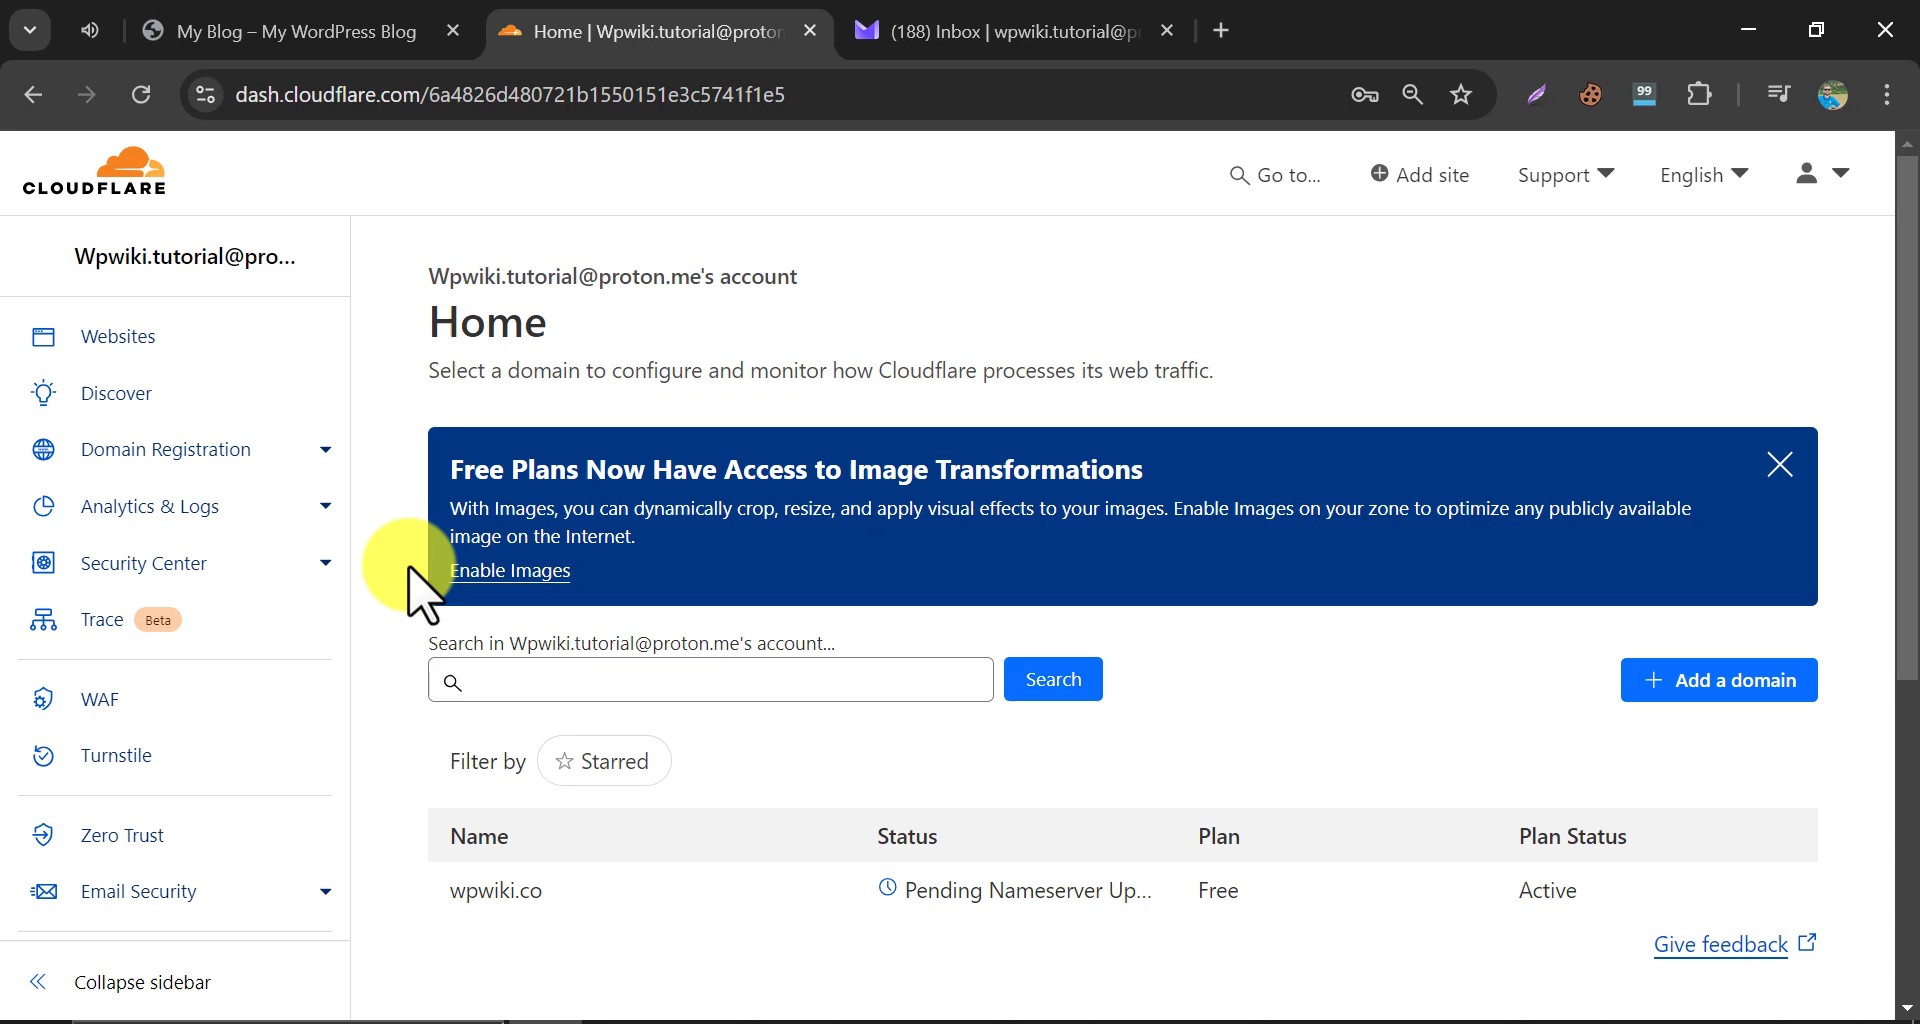 My Blog – My WordPress Blog
Home | Wpwiki.tutorial@proton
(188) Inbox | wpwiki.tutorial@p
dash.cloudflare.com/6a4826d480721b1550151e3c5741f1e5
99
CLOUDFLARE
Go to...
Add site
Support
English
Wpwiki.tutorial@pro...
Websites
Discover
Domain Registration
Analytics & Logs
Security Center
Trace Beta
WAF
Turnstile
Zero Trust
Email Security
Collapse sidebar
Wpwiki.tutorial@proton.me's account
Home
Select a domain to configure and monitor how Cloudflare processes its web traffic.
Free Plans Now Have Access to Image Transformations
With Images, you can dynamically crop, resize, and apply visual effects to your images. Enable Images on your zone to optimize any publicly available
image on the Internet.
Enable Images
Search in Wpwiki.tutorial@proton.me's account...
Search
Add a domain
Filter by Starred
Name Status Plan Plan Status
wpwiki.co Pending Nameserver Up... Free Active
Give feedback